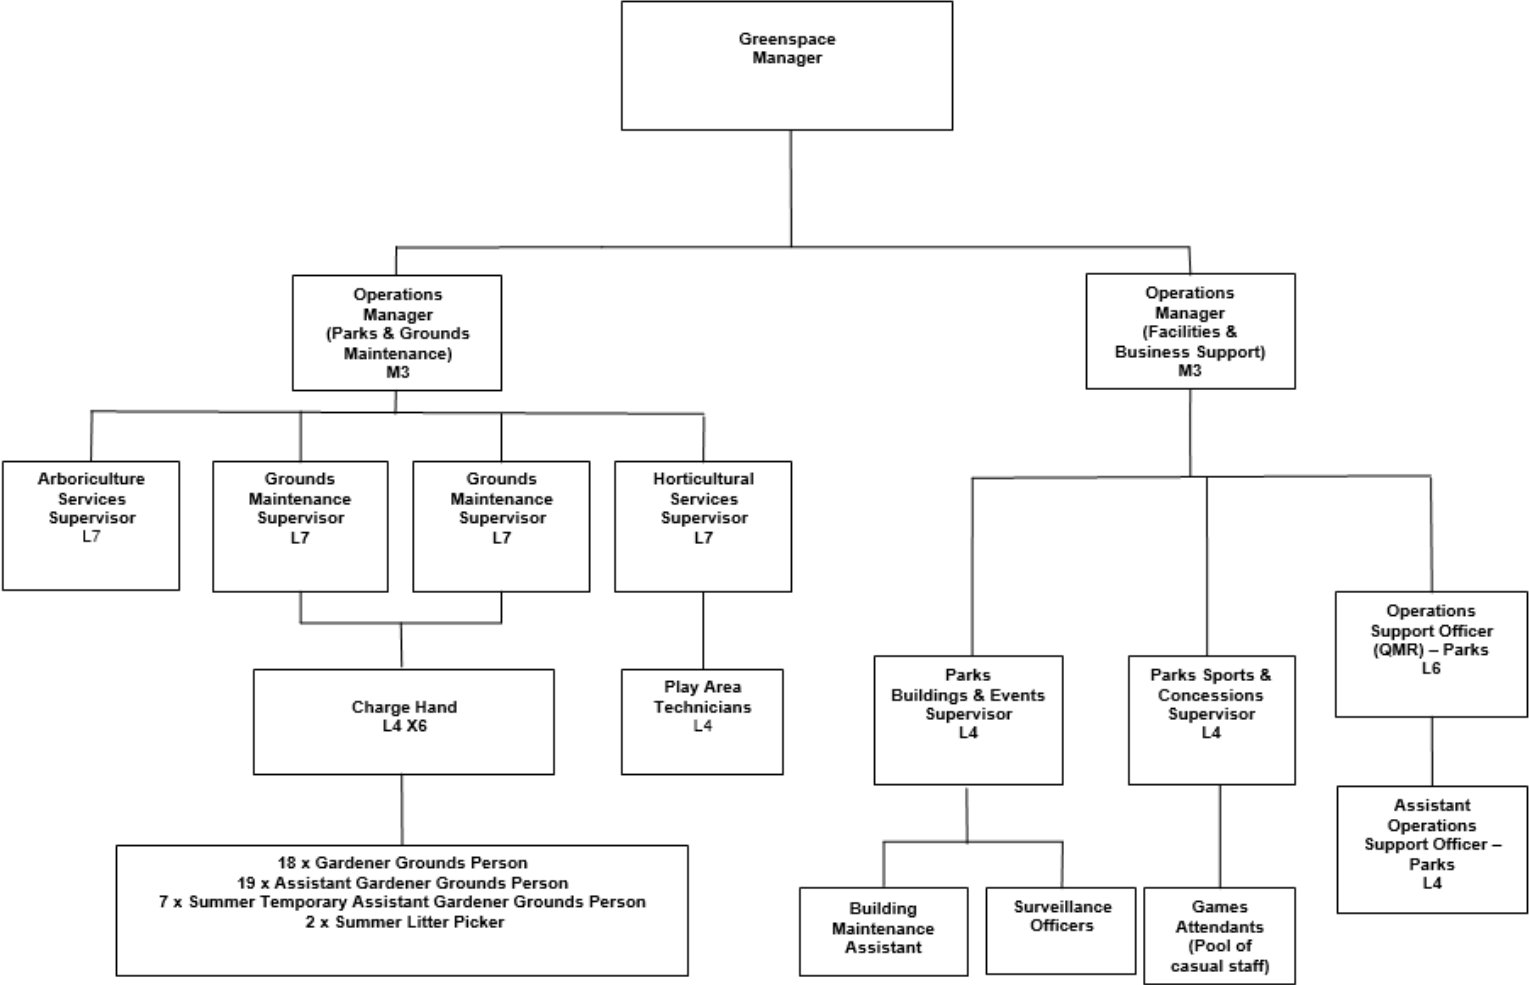 Greenspace
Manager
Operations
Manager
(Parks & Grounds
Maintenance)
M3
Operations
Manager
(Facilities &
Business Support)
M3
Arboriculture
Services
Supervisor
L7
Grounds
Maintenance
Supervisor
L7
Grounds
Maintenance
Supervisor
L7
Horticultural
Services
Supervisor
L7
Operations
Support Officer
(QMR) – Parks
L6
Charge Hand
L4 X6
Play Area
Technicians
L4
Parks
Buildings & Events
Supervisor
L4
Parks Sports &
Concessions
Supervisor
L4
Assistant
Operations
Support Officer –
Parks
L4
18 x Gardener Grounds Person
19 x Assistant Gardener Grounds Person
7 x Summer Temporary Assistant Gardener Grounds Person
2 x Summer Litter Picker
Building
Maintenance
Assistant
Surveillance
Officers
Games
Attendants
(Pool of
casual staff)